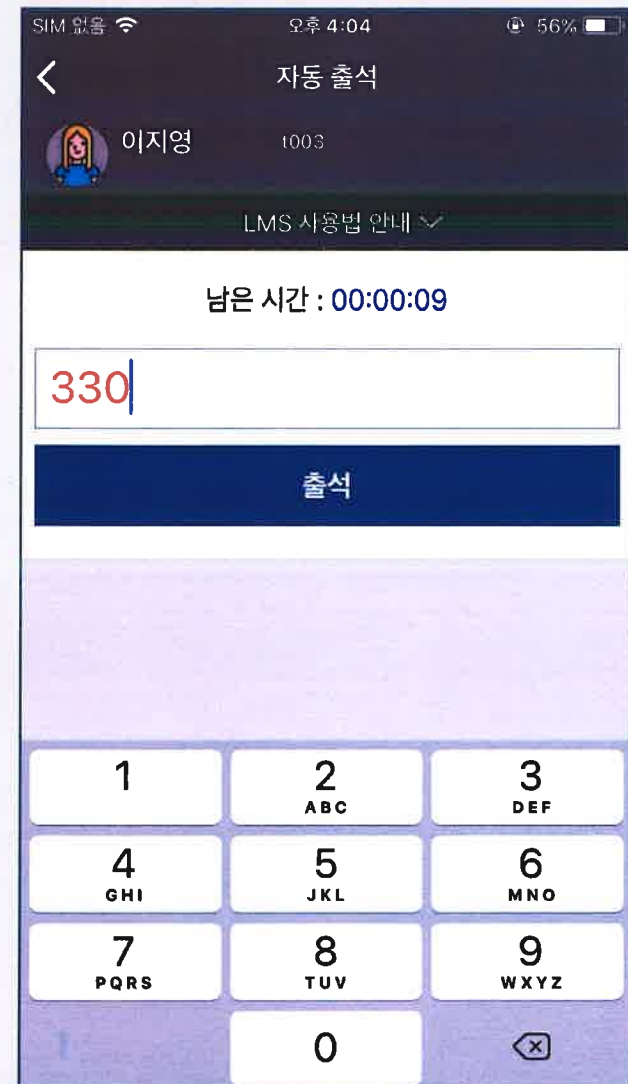 SIM 없음 오후 4:04 56%
자동 출석
이지영 t003
LMS 사용법 안내
남은 시간 : 00:00:09
330
출석
1 2 3
ABC DEF
4 5 6
GHI JKL MNO
7 8 9
PQRS TUV WXYZ
0